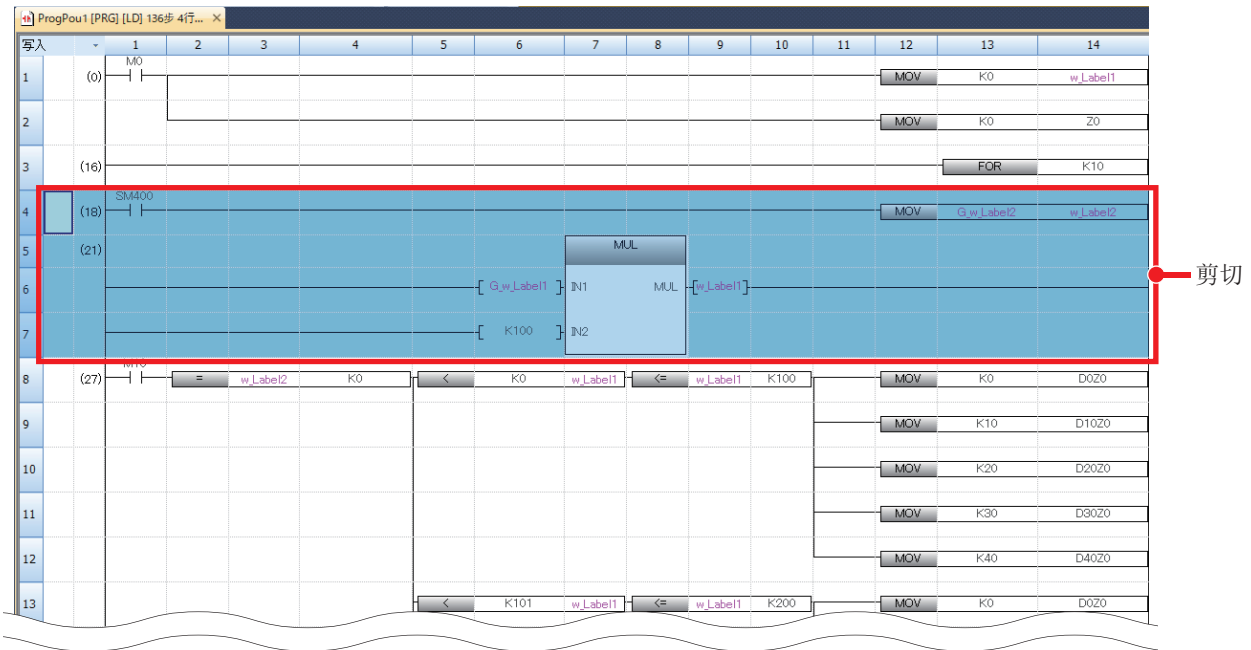 ProgPou1 [PRG] [LD] 136步 4行... ×
写入 1 2 3 4 5 6 7 8 9 10 11 12 13 14
1 (0) M0 MOV K0 w_Label1
2 MOV K0 Z0
3 (16) FOR K10
4 (18) SM400 MOV G_w_Label2 w_Label2
5 (21) MUL
6 G_w_Label1 IN1 MUL w_Label1
剪切
7 K100 IN2
8 (27) = w_Label2 K0 < K0 w_Label1 <= w_Label1 K100 MOV K0 D0Z0
9 MOV K10 D10Z0
10 MOV K20 D20Z0
11 MOV K30 D30Z0
12 MOV K40 D40Z0
13 < K101 w_Label1 <= w_Label1 K200 MOV K0 D0Z0